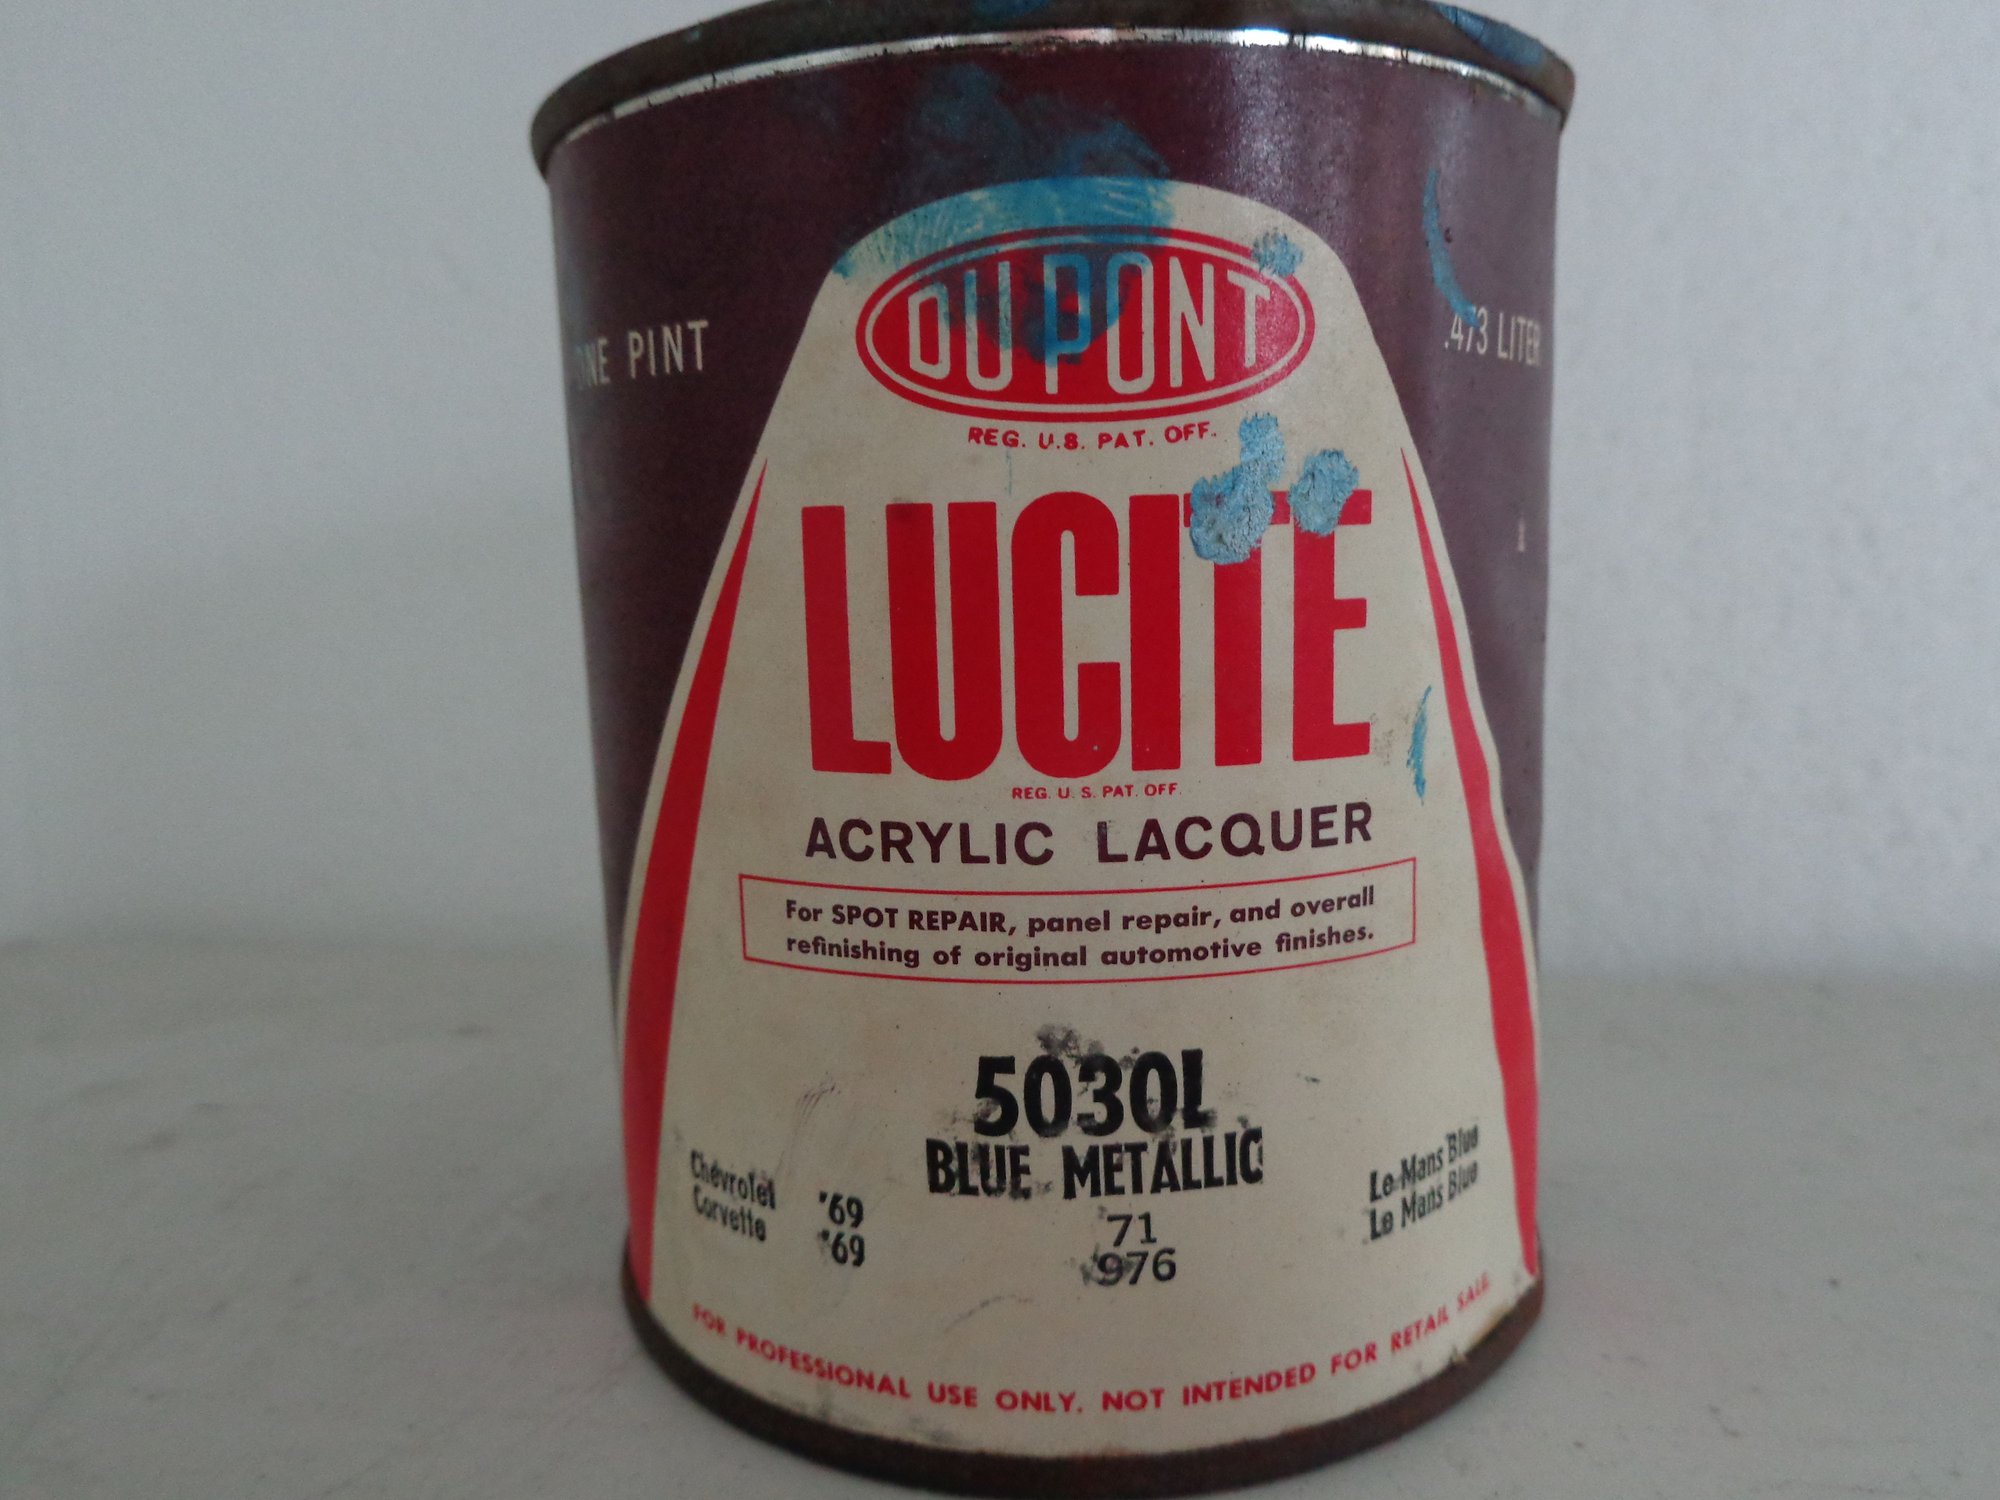 DU PONT
ONE PINT
.473 LITER
REG. U.S. PAT. OFF.
LUCITE
REG. U. S. PAT. OFF.
ACRYLIC LACQUER
For SPOT REPAIR, panel repair, and overall
refinishing of original automotive finishes.
5030L
BLUE METALLIC
Chevrolet '69 71 Le Mans Blue
Corvette '69 976 Le Mans Blue
FOR PROFESSIONAL USE ONLY. NOT INTENDED FOR RETAIL SALE